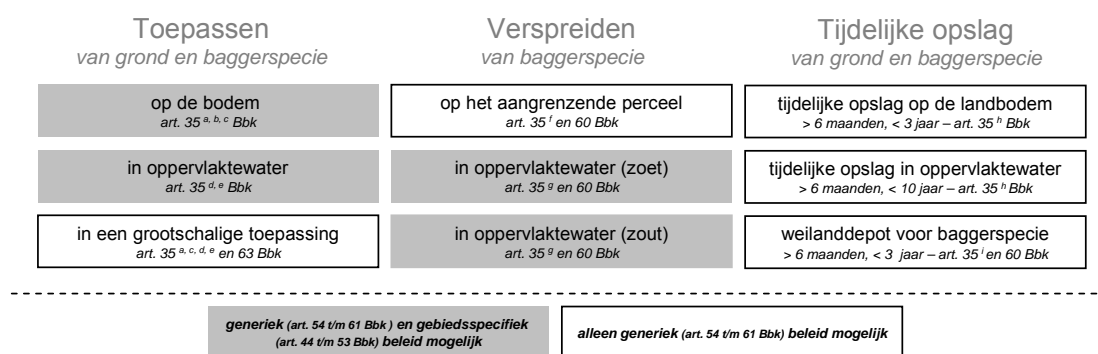 Toepassen
van grond en baggerspecie
op de bodem
art. 35 a, b, c Bbk
in oppervlaktewater
art. 35 d, e Bbk
in een grootschalige toepassing
art. 35 a, c, d, e en 63 Bbk
Verspreiden
van baggerspecie
op het aangrenzende perceel
art. 35 f en 60 Bbk
in oppervlaktewater (zoet)
art. 35 g en 60 Bbk
in oppervlaktewater (zout)
art. 35 g en 60 Bbk
Tijdelijke opslag
van grond en baggerspecie
tijdelijke opslag op de landbodem
> 6 maanden, < 3 jaar – art. 35 h Bbk
tijdelijke opslag in oppervlaktewater
> 6 maanden, < 10 jaar – art. 35 h Bbk
weilanddepot voor baggerspecie
> 6 maanden, < 3 jaar – art. 35 i en 60 Bbk
generiek (art. 54 t/m 61 Bbk ) en gebiedsspecifiek
(art. 44 t/m 53 Bbk) beleid mogelijk
alleen generiek (art. 54 t/m 61 Bbk) beleid mogelijk